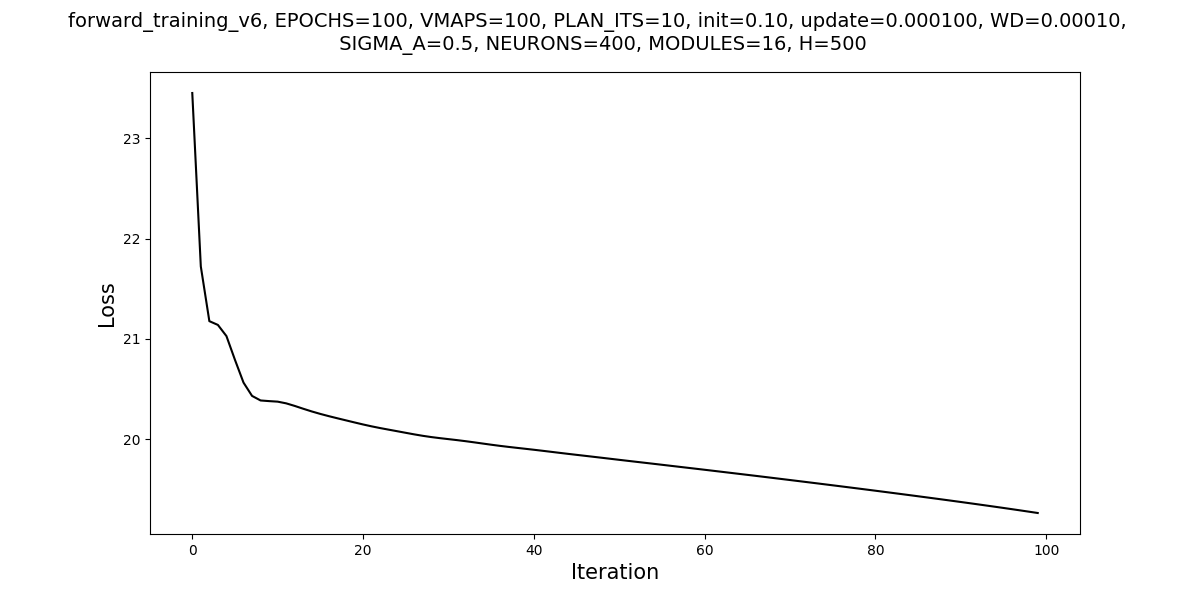 forward_training_v6, EPOCHS=100, VMAPS=100, PLAN_ITS=10, init=0.10, update=0.000100, WD=0.00010,
SIGMA_A=0.5, NEURONS=400, MODULES=16, H=500
23
22
21
20
Loss
0
20
40
60
80
100
Iteration